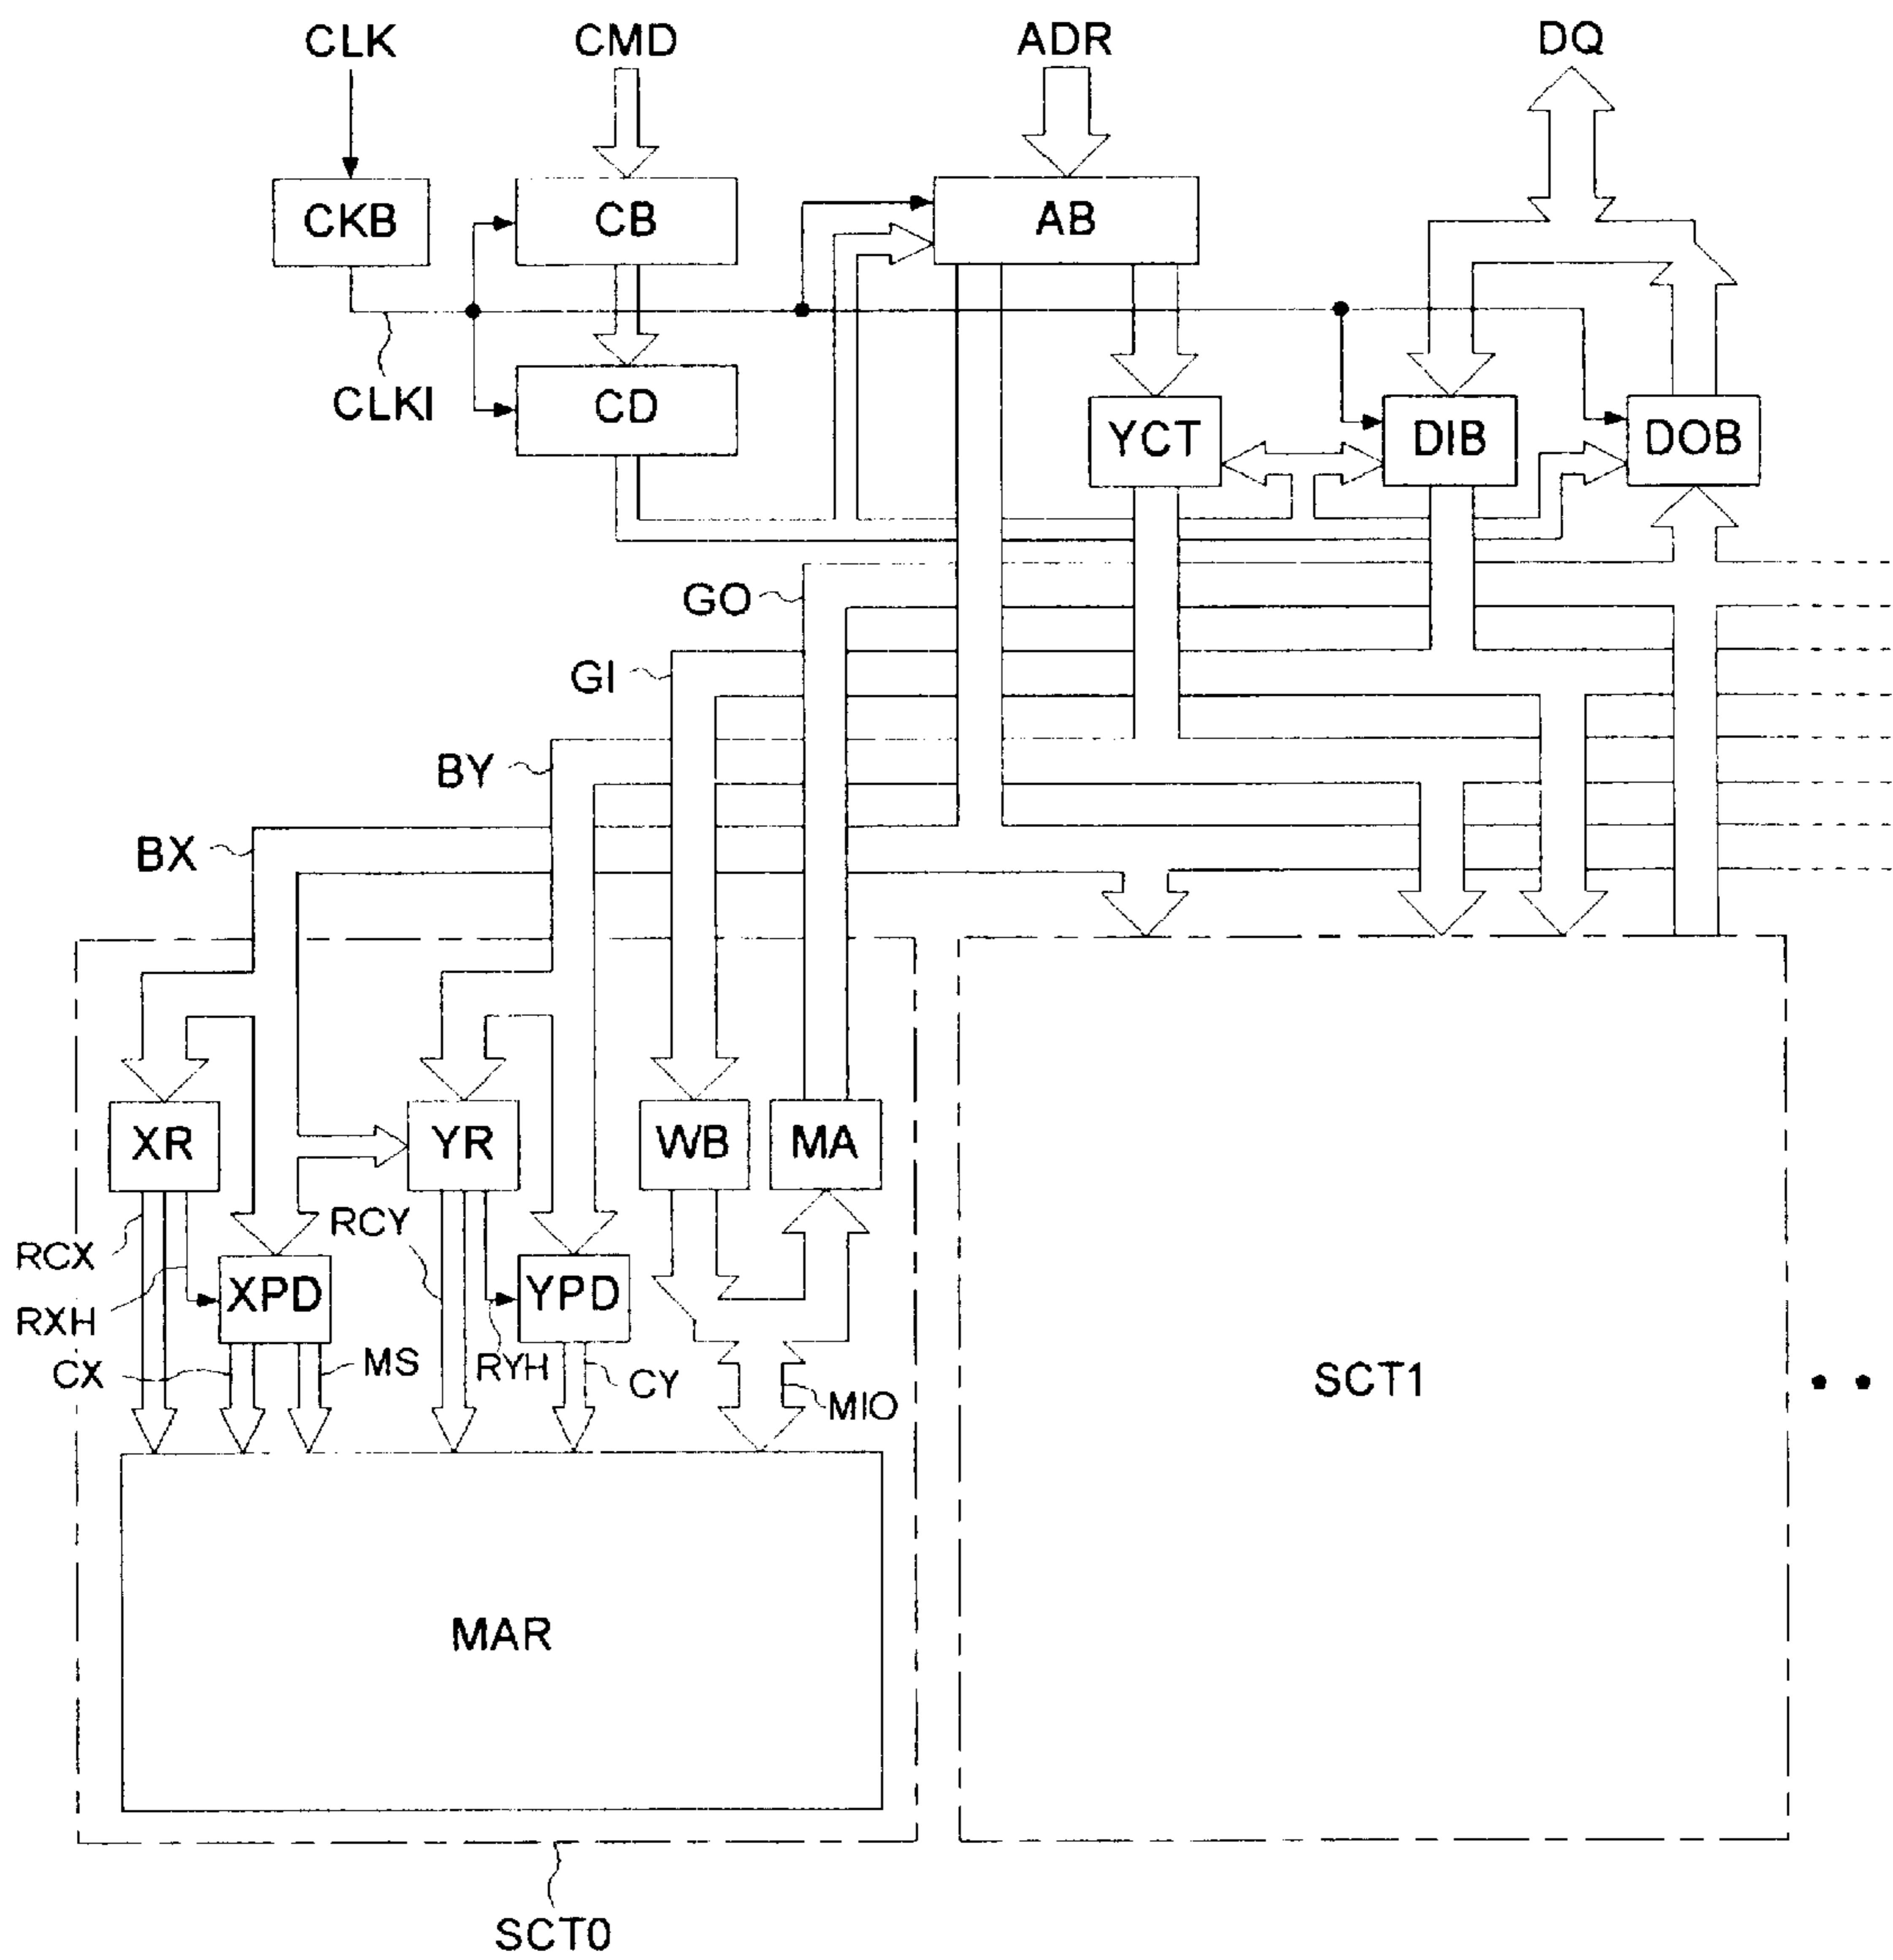 CLK
CMD
ADR
DQ
CKB
CB
AB
CLKI
CD
YCT
DIB
DOB
GO
GI
BY
BX
XR
YR
WB
MA
RCX
RCY
RXH
XPD
YPD
CX
MS
RYH
CY
MIO
SCT1
MAR
SCT0